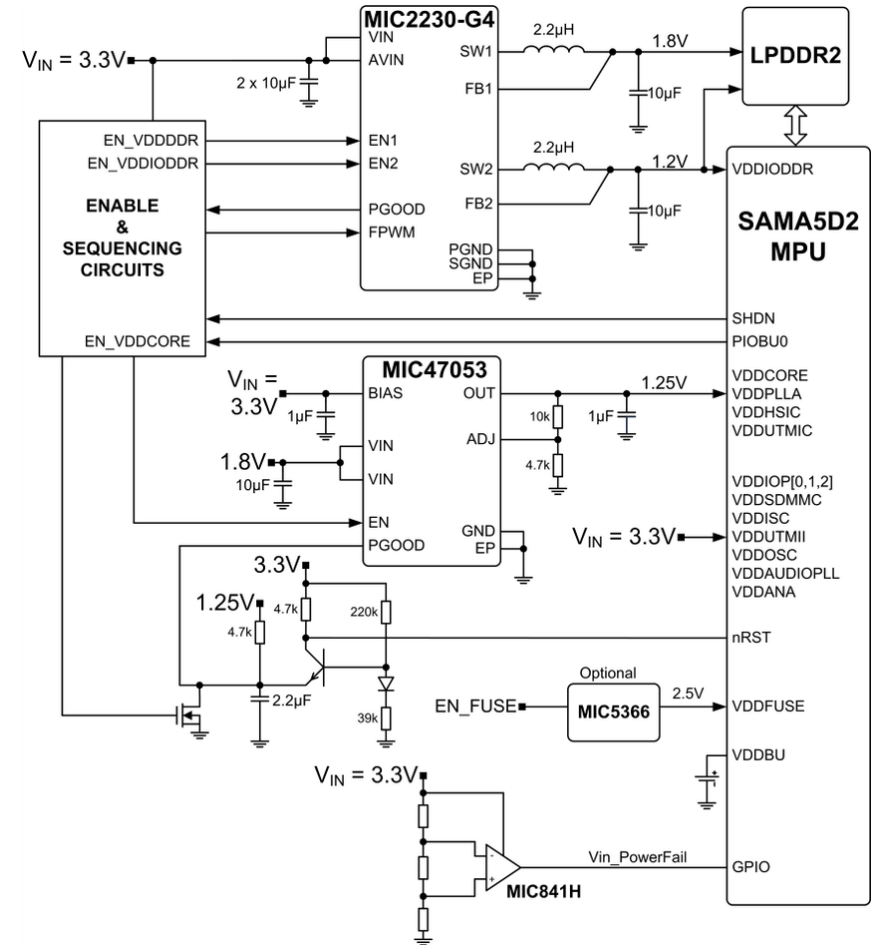 MIC2230-G4
VIN
V_IN = 3.3V
AVIN
2 x 10µF
SW1
2.2µH
1.8V
FB1
10µF
LPDDR2
EN_VDDDDR
EN1
EN_VDDIODDR
EN2
SW2
2.2µH
1.2V
VDDIODDR
ENABLE
&
SEQUENCING
CIRCUITS
PGOOD
FPWM
FB2
10µF
PGND
SGND
EP
SAMA5D2
MPU
SHDN
EN_VDDCORE
PIOBU0
MIC47053
V_IN =
3.3V
BIAS
1µF
OUT
1.25V
10k
1µF
ADJ
4.7k
VDDCORE
VDDPLLA
VDDHSIC
VDDUTMIC
1.8V
10µF
VIN
VIN
EN
PGOOD
GND
EP
V_IN = 3.3V
VDDIOP[0,1,2]
VDDSDMMC
VDDISC
VDDUTMII
VDDOSC
VDDAUDIOPLL
VDDANA
3.3V
1.25V
4.7k
4.7k
220k
nRST
2.2µF
39k
Optional
EN_FUSE
MIC5366
2.5V
VDDFUSE
VDDBU
V_IN = 3.3V
-
+
MIC841H
Vin_PowerFail
GPIO